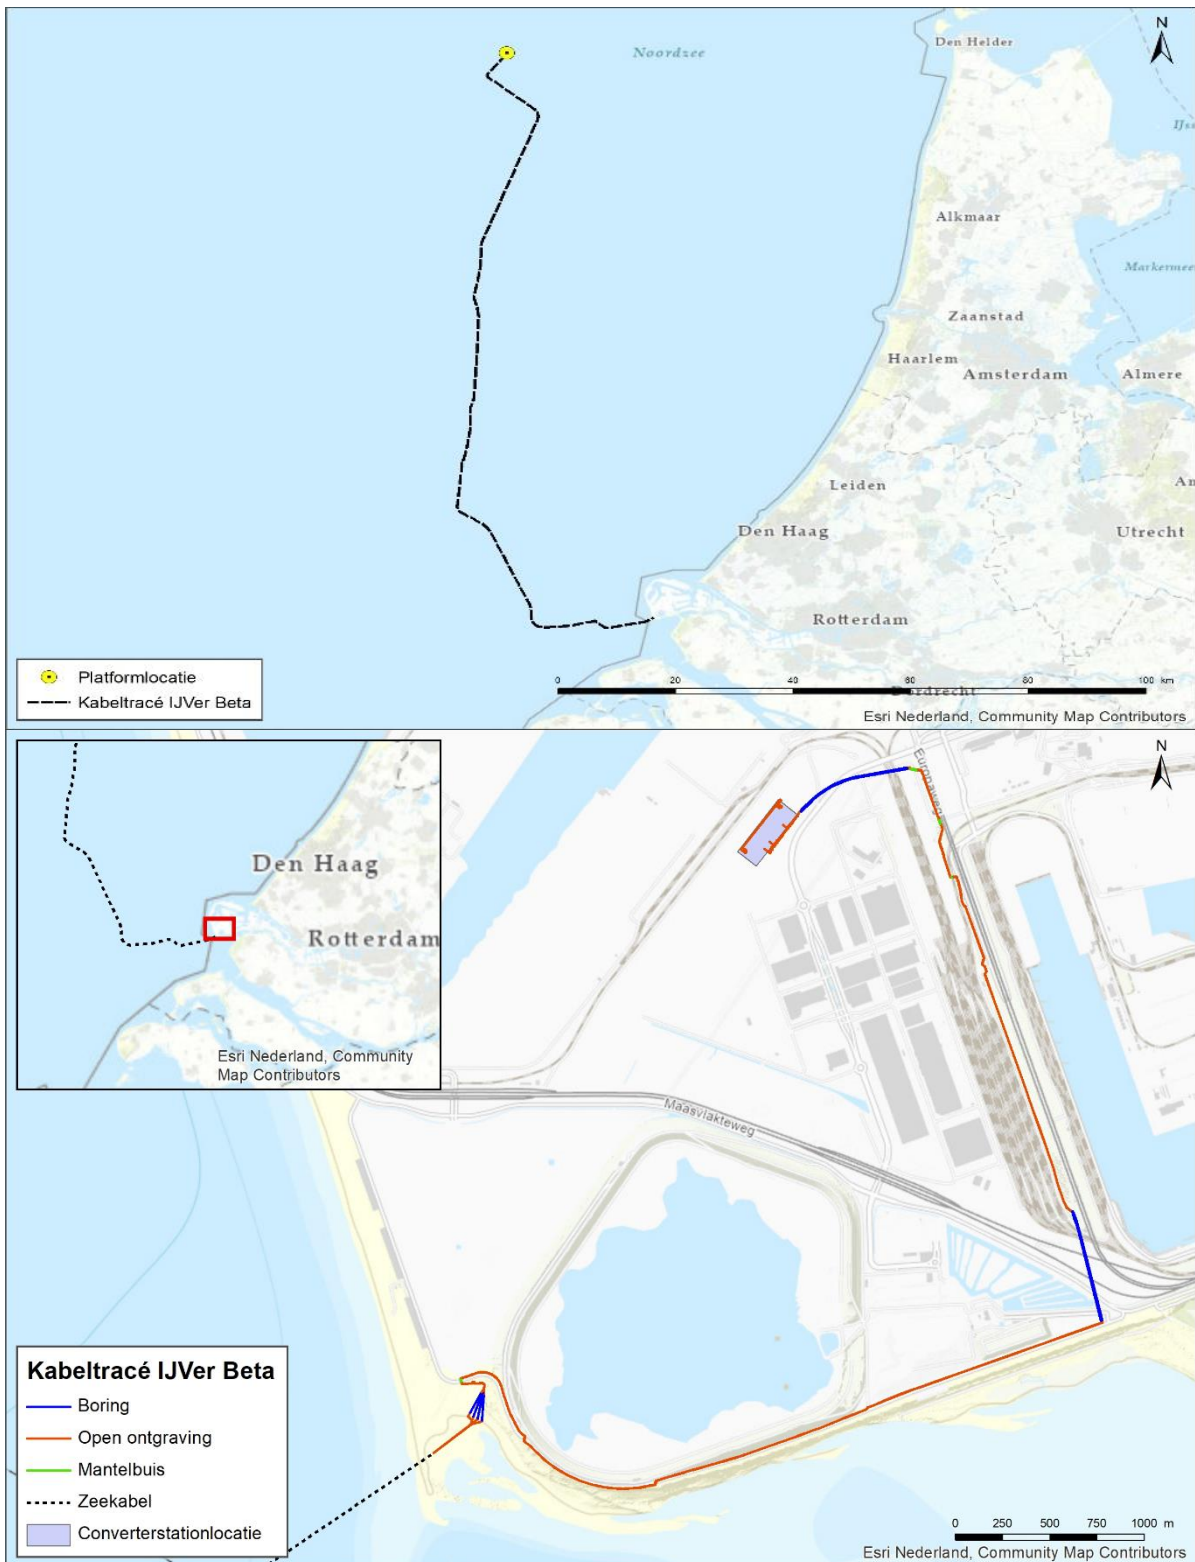 N
Den Helder
Noordzee
Alkmaar
Markermee
Zaanstad
Haarlem
Amsterdam
Almere
Leiden
Den Haag
Utrecht
Rotterdam
Dordrecht
Platformlocatie
Kabeltracé IJVer Beta
0 20 40 60 80 100 km
Esri Nederland, Community Map Contributors
N
Europaweg
Den Haag
Rotterdam
Esri Nederland, Community
Map Contributors
Maasvlakteweg
Kabeltracé IJVer Beta
Boring
Open ontgraving
Mantelbuis
Zeekabel
Converterstationlocatie
0 250 500 750 1000 m
Esri Nederland, Community Map Contributors